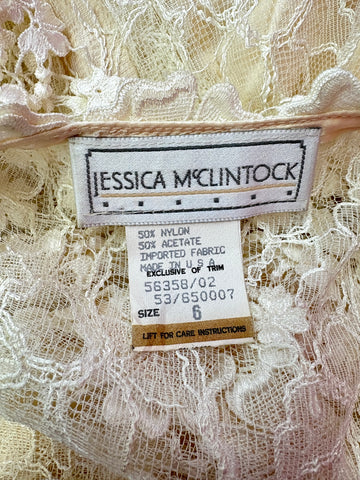 JESSICA McCLINTOCK
50% NYLON
50% ACETATE
IMPORTED FABRIC
MADE IN U.S.A.
EXCLUSIVE OF TRIM
56358/02
53/650007
SIZE 6
LIFT FOR CARE INSTRUCTIONS